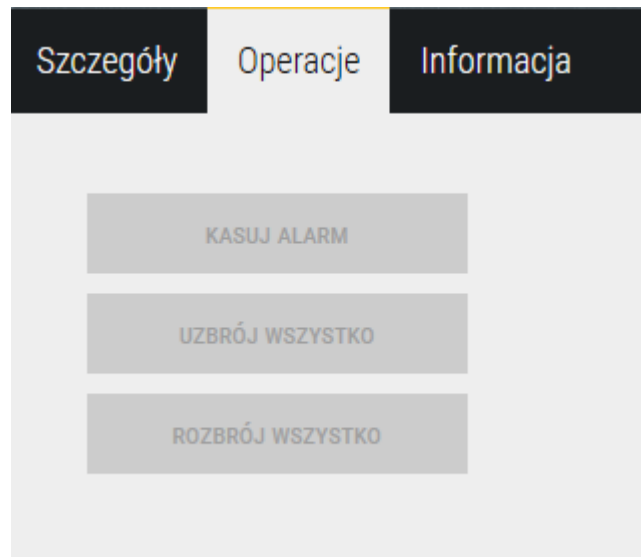 Szczegóły Operacje Informacja
KASUJ ALARM
UZBRÓJ WSZYSTKO
ROZBRÓJ WSZYSTKO